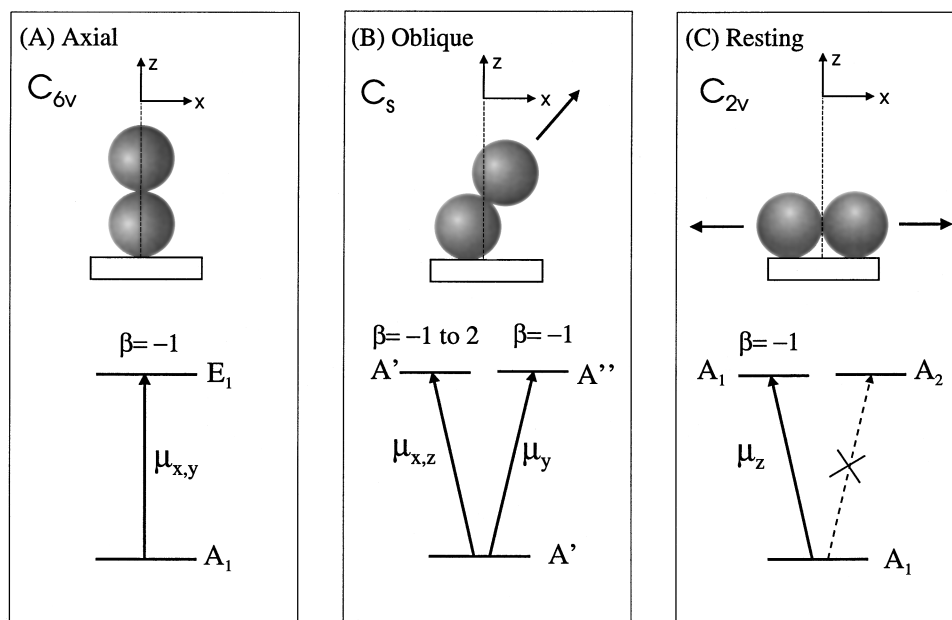 (A) Axial
z
C6v
x
β= −1
E1
μx,y
A1
(B) Oblique
z
Cs
x
β= −1 to 2
β= −1
A’
A’’
μx,z
μy
A’
(C) Resting
z
C2v
x
β= −1
A1
A2
μz
A1